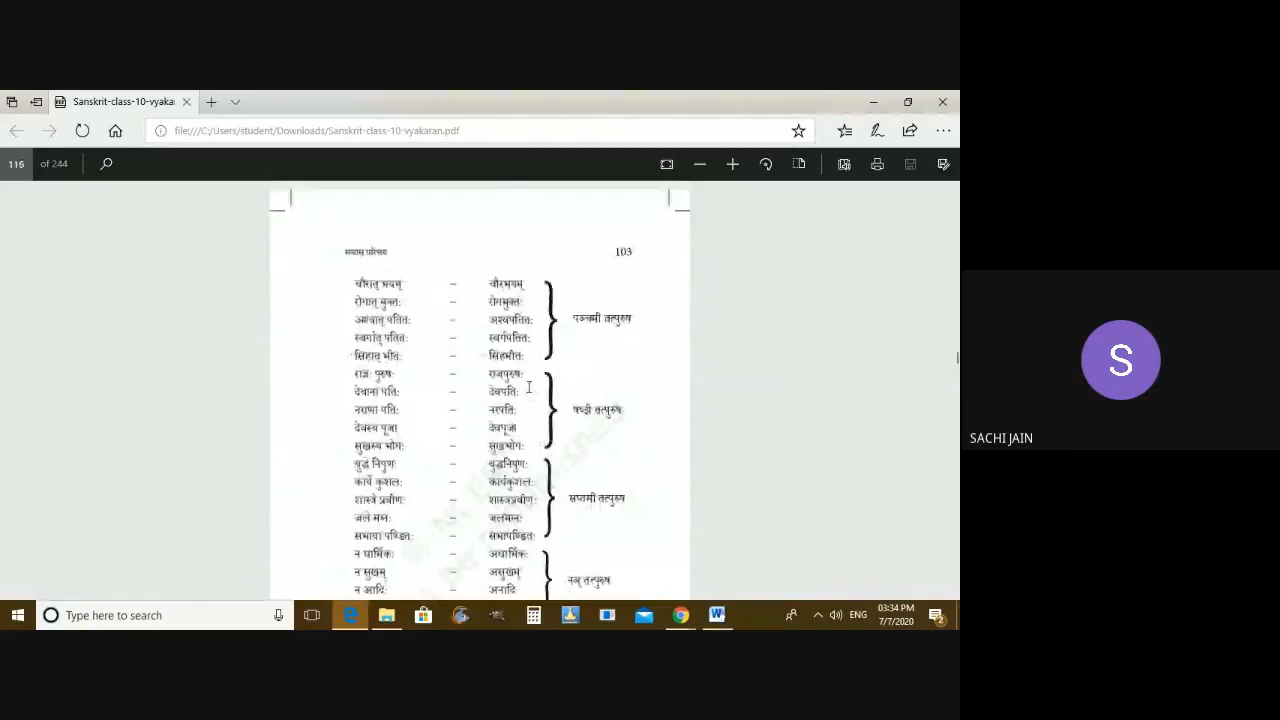 Sanskrit-class-10-vyakar
file:///C:/Users/student/Downloads/Sanskrit-class-10-vyakaran.pdf
116 of 244
103
चौरात् भयम् – चौरभयम्
रोगात् मुक्त: – रोगमुक्त:
अश्वात् पतित: – अश्वपतित: पञ्चमी तत्पुरुष
स्वर्गात् पतित: – स्वर्गपतित:
सिंहात् भीत: – सिंहभीत:
राज्ञ: पुरुष: – राजपुरुष:
देवानां पति: – देवपति:
नराणां पति: – नरपति: षष्ठी तत्पुरुष
देवस्य पूजा – देवपूजा
सुखस्य भोग: – सुखभोग:
युद्धे निपुण: – युद्धनिपुण:
कार्ये कुशल: – कार्यकुशल:
शास्त्रे प्रवीण: – शास्त्रप्रवीण: सप्तमी तत्पुरुष
जले मग्न: – जलमग्न:
सभायां पण्डित: – सभापण्डित:
न धार्मिक: – अधार्मिक:
न सुखम् – असुखम् नञ् तत्पुरुष
न आदि – अनादि
S
SACHI JAIN
Type here to search
ENG
03:34 PM
7/7/2020
2